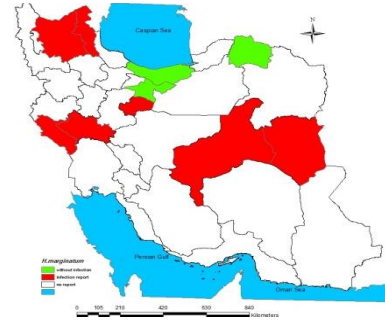 N
Caspian Sea
H.marginatum
without infection
infection report
no report
Persian Gulf
Oman Sea
0 105 210 420 630 840
Kilometers